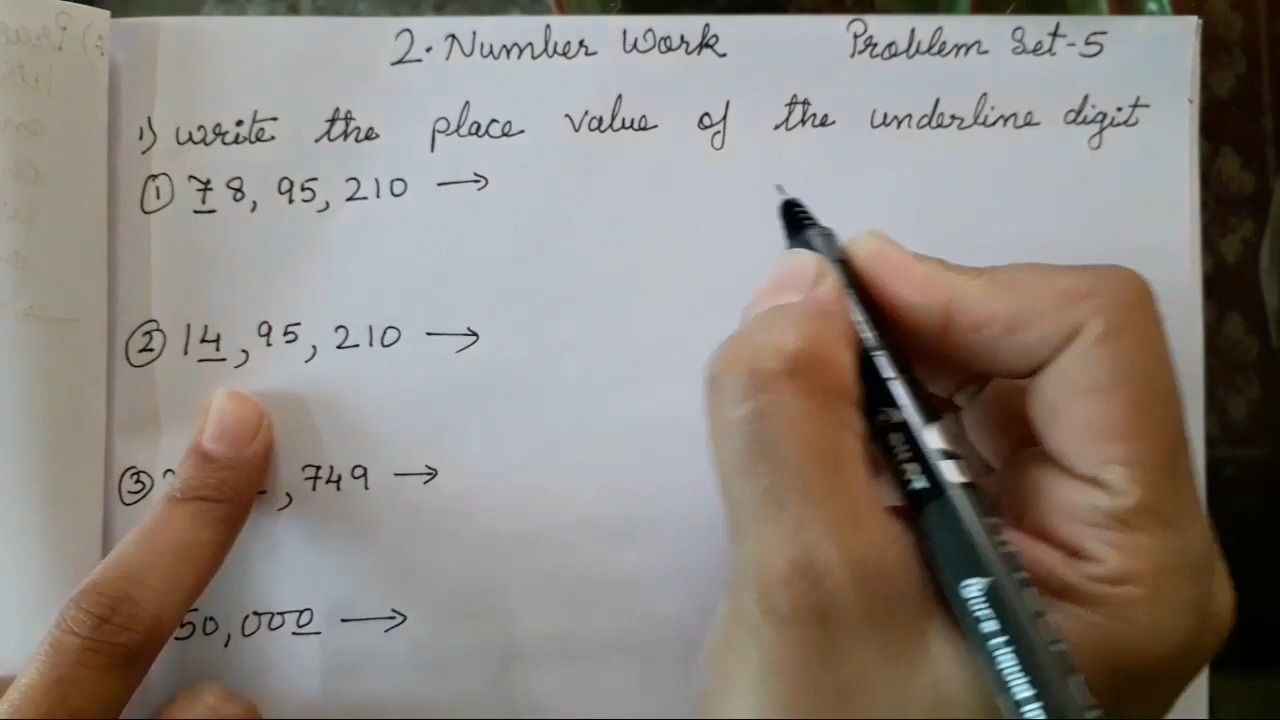 2. Number Work Problem Set-5
1) write the place value of the underline digit
① 78, 95, 210 →
② 14, 95, 210 →
③ , 749 →
50,000 →